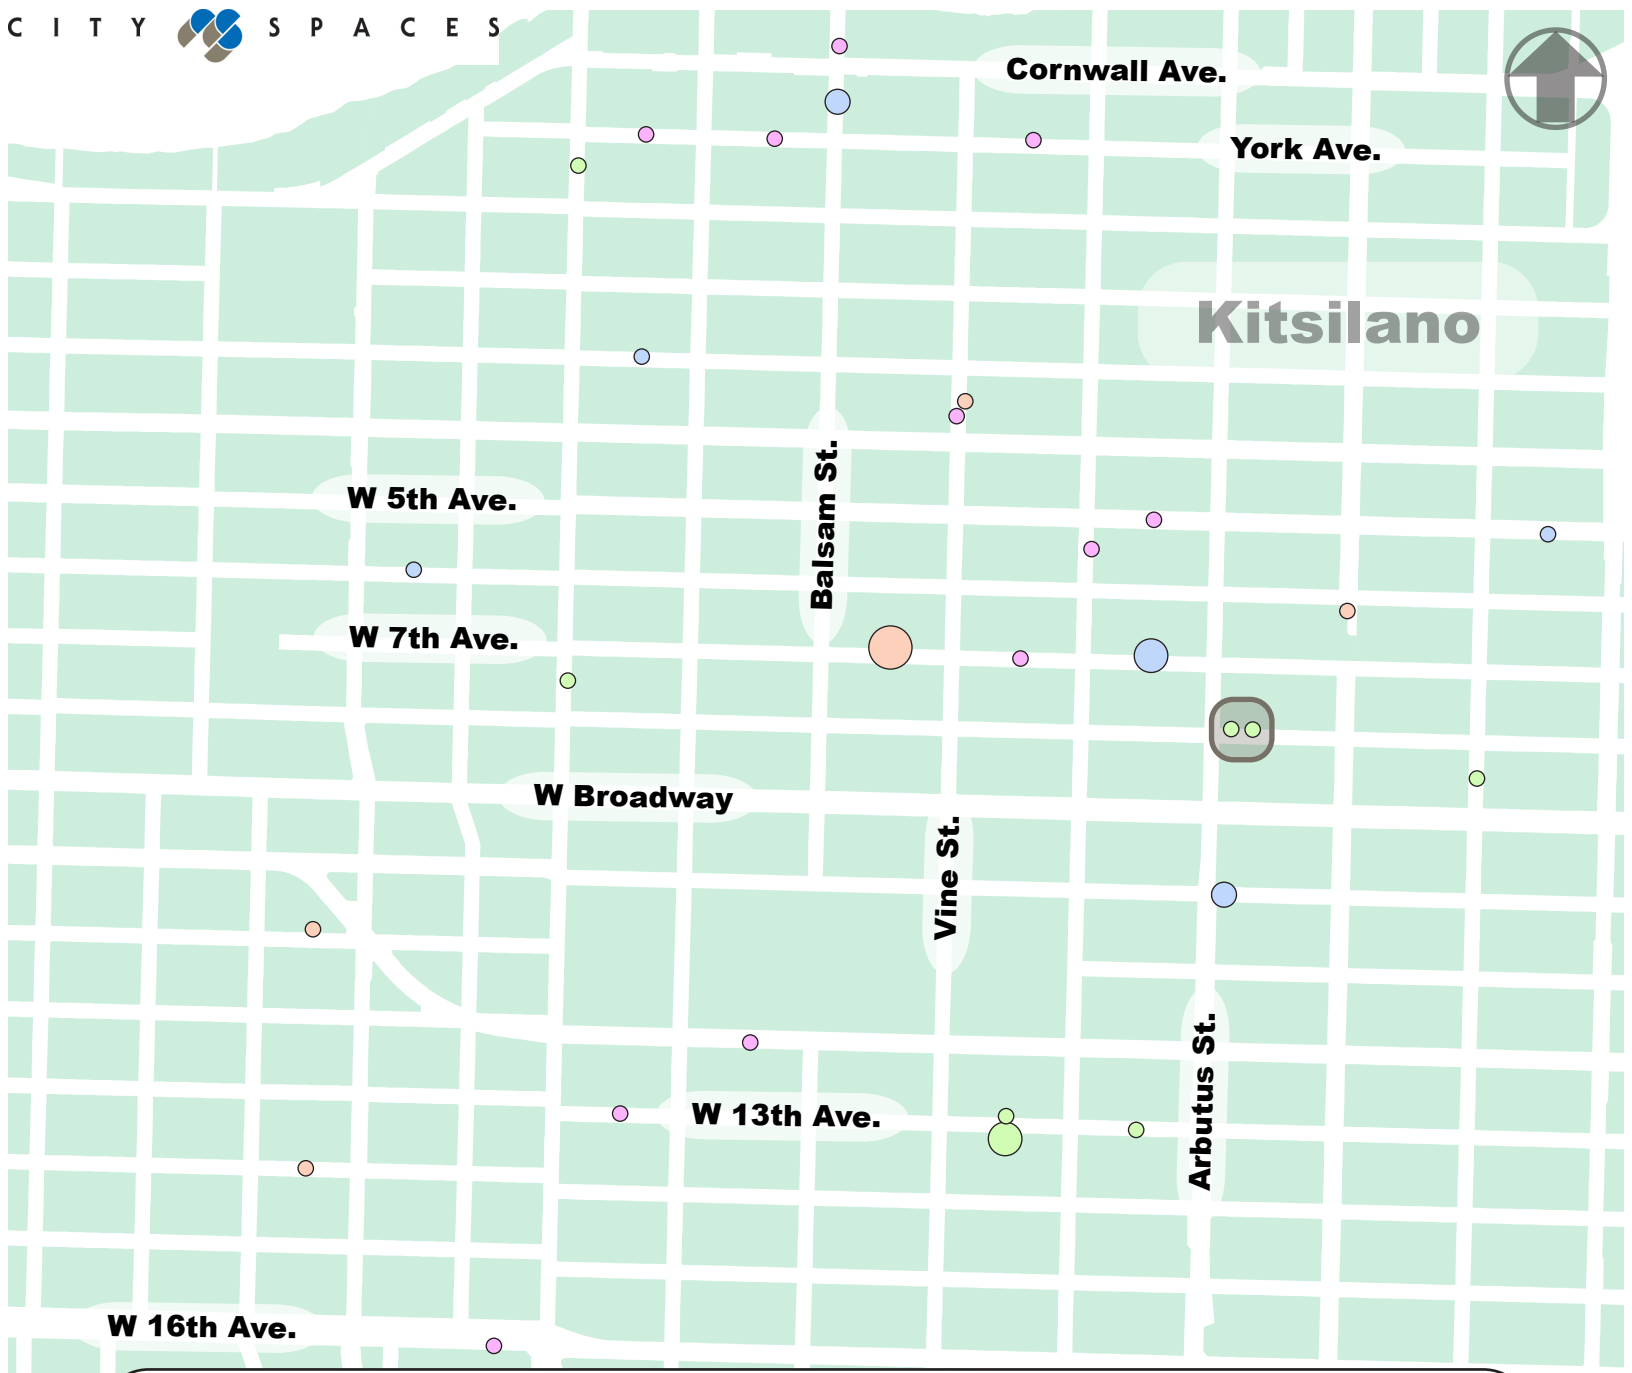 CITY SPACES
Cornwall Ave.
York Ave.
Kitsilano
Balsam St.
W 5th Ave.
W 7th Ave.
W Broadway
Vine St.
Arbutus St.
W 13th Ave.
W 16th Ave.